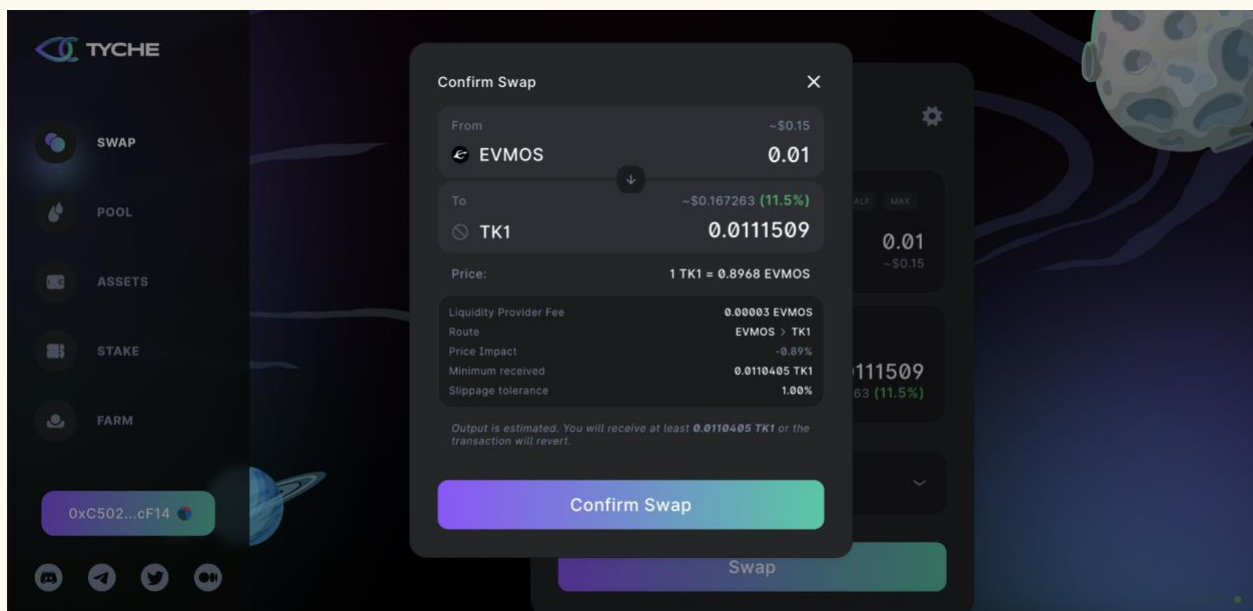 TYCHE
SWAP
POOL
ASSETS
STAKE
FARM
0xC502...cF14
Confirm Swap
From ~$0.15
EVMOS 0.01
To ~$0.167263 (11.5%)
TK1 0.0111509
Price: 1 TK1 = 0.8968 EVMOS
Liquidity Provider Fee 0.00003 EVMOS
Route EVMOS > TK1
Price Impact -0.89%
Minimum received 0.0110405 TK1
Slippage tolerance 1.00%
Output is estimated. You will receive at least 0.0110405 TK1 or the
transaction will revert.
Confirm Swap
ALF MAX
0.01
~$0.15
111509
63 (11.5%)
Swap